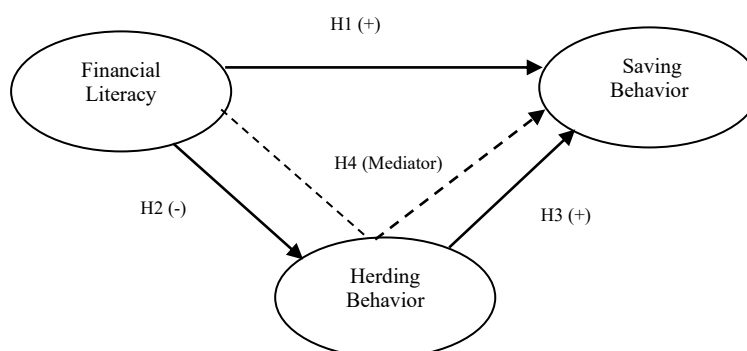 H1 (+)
Financial
Literacy
Saving
Behavior
H4 (Mediator)
H2 (-)
H3 (+)
Herding
Behavior